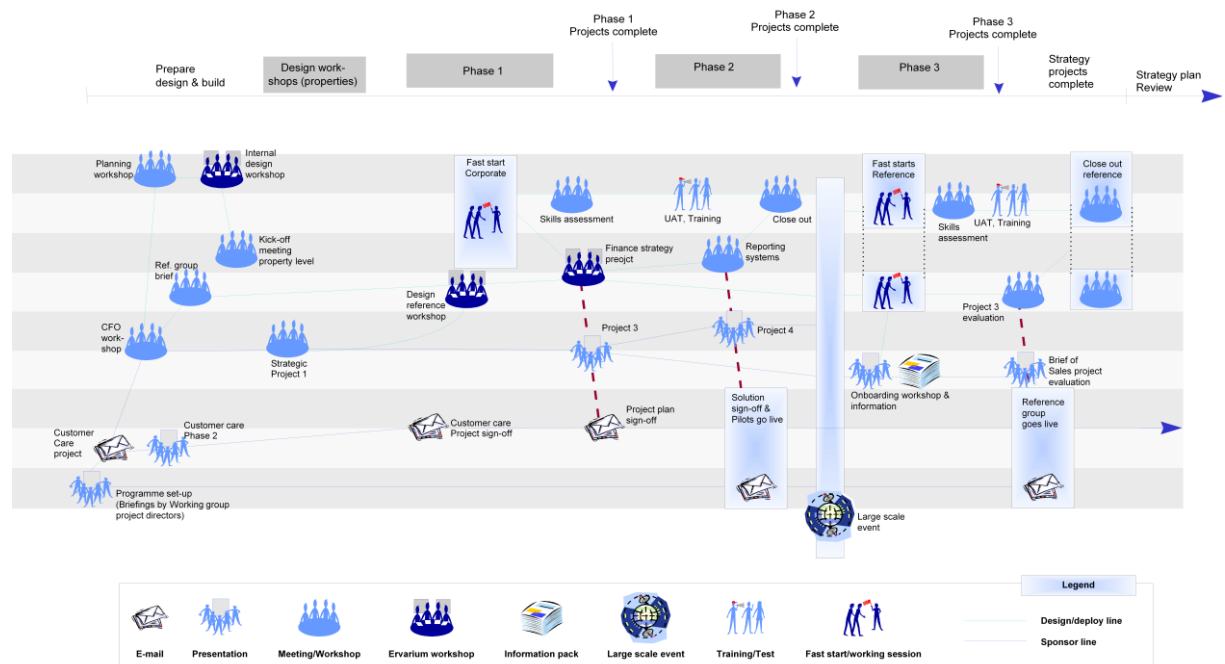 Phase 1
Projects complete
Phase 2
Projects complete
Phase 3
Projects complete
Prepare
design & build
Design work-
shops (properties)
Phase 1
Phase 2
Phase 3
Strategy
projects
complete
Strategy plan
Review
Planning
workshop
Internal
design
workshop
Fast start
Corporate
Skills assessment
UAT, Training
Close out
Fast starts
Reference
Skills
assessment
UAT, Training
Close out
reference
Kick-off
meeting
property level
Ref. group
brief
Design
reference
workshop
Finance strategy
preojct
Reporting
systems
Project 3
evaluation
CFO
work-
shop
Strategic
Project 1
Project 3
Project 4
Onboarding workshop &
information
Brief of
Sales project
evaluation
Customer
Care
project
Customer care
Phase 2
Customer care
Project sign-off
Project plan
sign-off
Solution
sign-off &
Pilots go live
Reference
group
goes live
Programme set-up
(Briefings by Working group
project directors)
Large scale
event
Legend
E-mail
Presentation
Meeting/Workshop
Ervarium workshop
Information pack
Large scale event
Training/Test
Fast start/working session
Design/deploy line
Sponsor line